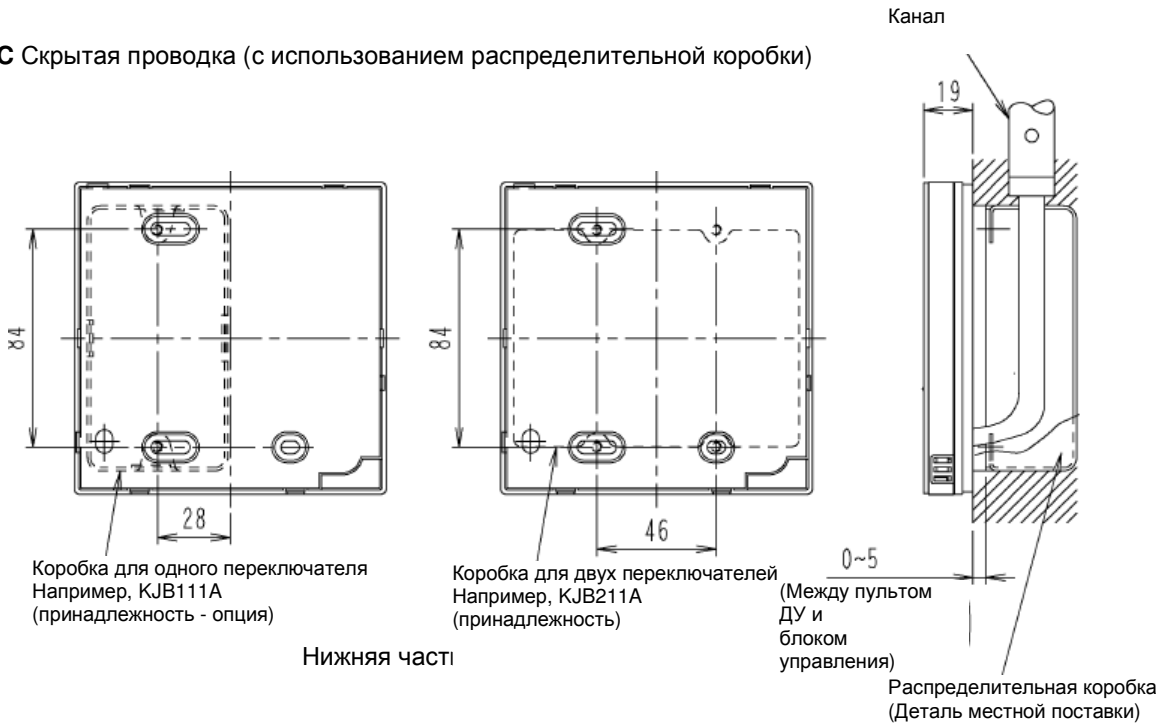 Канал
С Скрытая проводка (с использованием распределительной коробки)
19
84
28
84
46
0~5
Коробка для одного переключателя
Например, KJB111A
(принадлежность - опция)
Коробка для двух переключателей
Например, KJB211A
(принадлежность)
(Между пультом
ДУ и
блоком
управления)
Нижняя част
Распределительная коробка
(Деталь местной поставки)